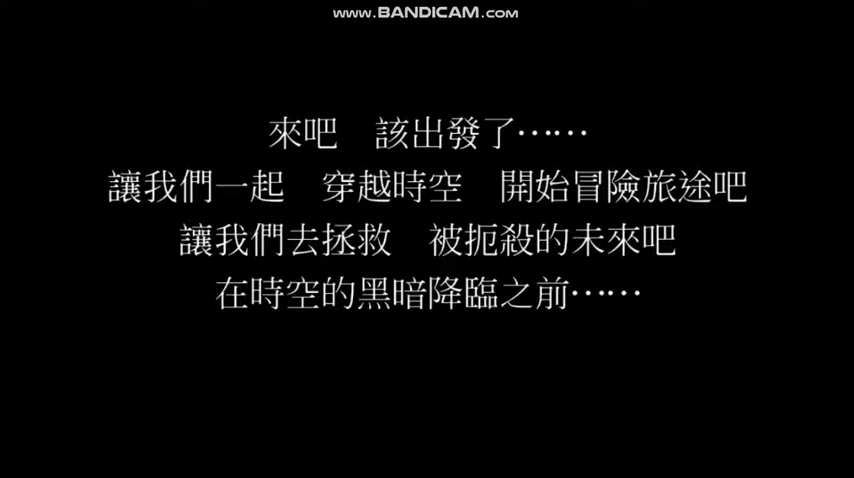 www.BANDICAM.com
來吧　該出發了⋯⋯
讓我們一起　穿越時空　開始冒險旅途吧
讓我們去拯救　被扼殺的未來吧
在時空的黑暗降臨之前⋯⋯